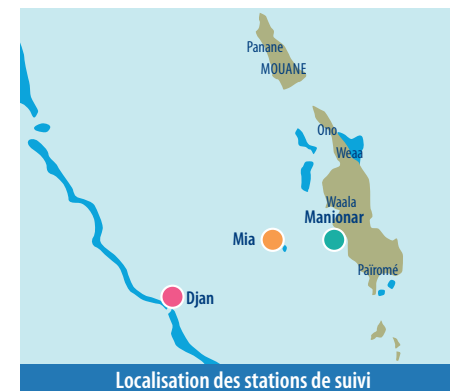 Panane
MOUANE
Ono
Weaa
Waala
Manionar
Mia
Païromé
Djan
Localisation des stations de suivi